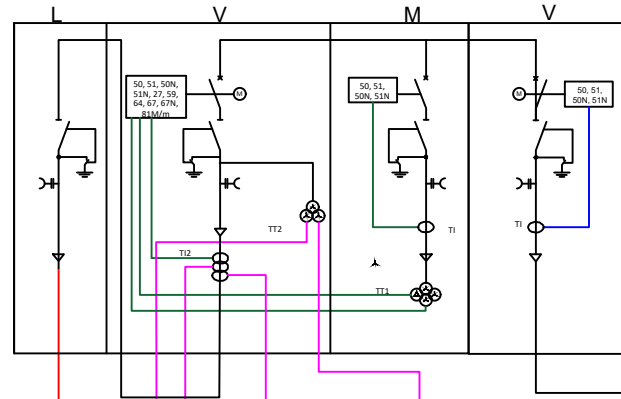 L V M V
50, 51, 50N,
51N, 27, 59,
64, 67, 67N,
81M/m
M
50, 51,
50N, 51N
M
50, 51,
50N, 51N
TT2
TI
TI
TI2
TT1